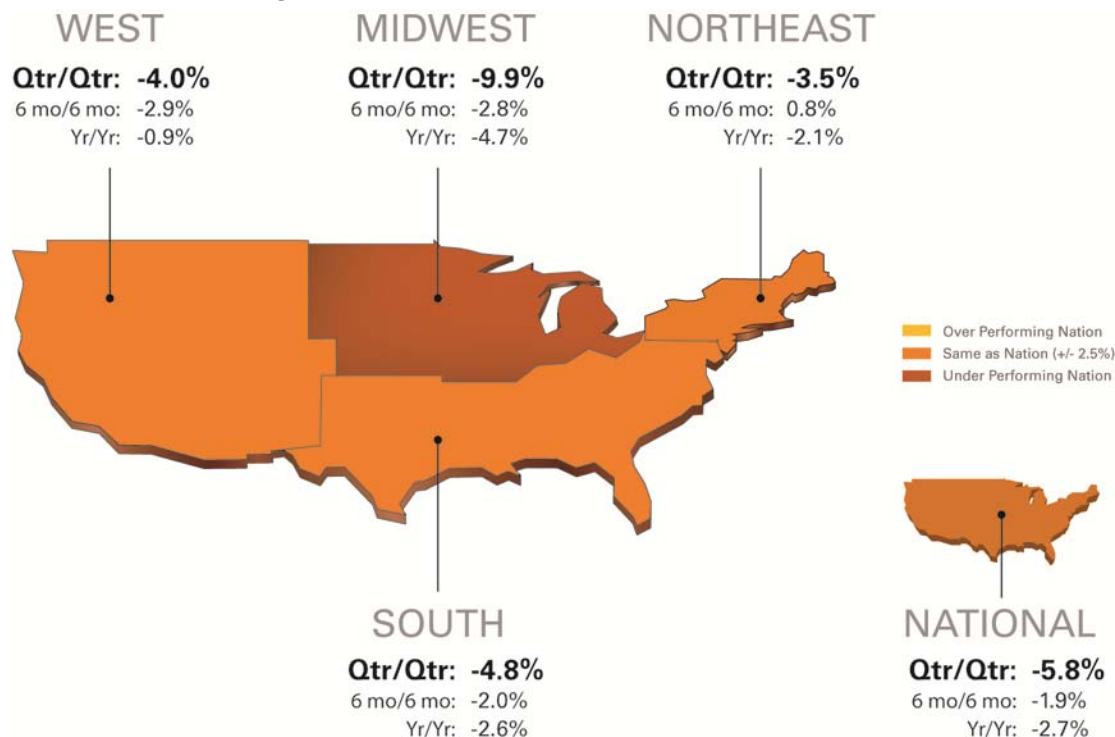 WEST
Qtr/Qtr: -4.0%
6 mo/6 mo: -2.9%
Yr/Yr: -0.9%
MIDWEST
Qtr/Qtr: -9.9%
6 mo/6 mo: -2.8%
Yr/Yr: -4.7%
NORTHEAST
Qtr/Qtr: -3.5%
6 mo/6 mo: 0.8%
Yr/Yr: -2.1%
Over Performing Nation
Same as Nation (+/- 2.5%)
Under Performing Nation
SOUTH
Qtr/Qtr: -4.8%
6 mo/6 mo: -2.0%
Yr/Yr: -2.6%
NATIONAL
Qtr/Qtr: -5.8%
6 mo/6 mo: -1.9%
Yr/Yr: -2.7%